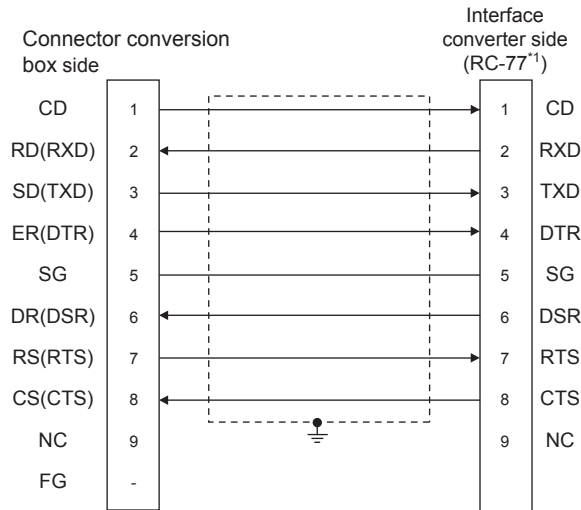 Connector conversion
box side
Interface
converter side
(RC-77*1)
CD 1 1 CD
RD(RXD) 2 2 RXD
SD(TXD) 3 3 TXD
ER(DTR) 4 4 DTR
SG 5 5 SG
DR(DSR) 6 6 DSR
RS(RTS) 7 7 RTS
CS(CTS) 8 8 CTS
NC 9 9 NC
FG -